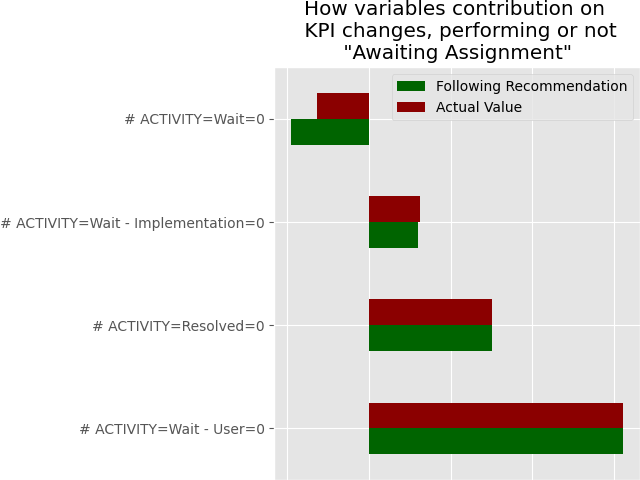 How variables contribution on
KPI changes, performing or not
"Awaiting Assignment"
Following Recommendation
Actual Value
# ACTIVITY=Wait=0
# ACTIVITY=Wait - Implementation=0
# ACTIVITY=Resolved=0
# ACTIVITY=Wait - User=0